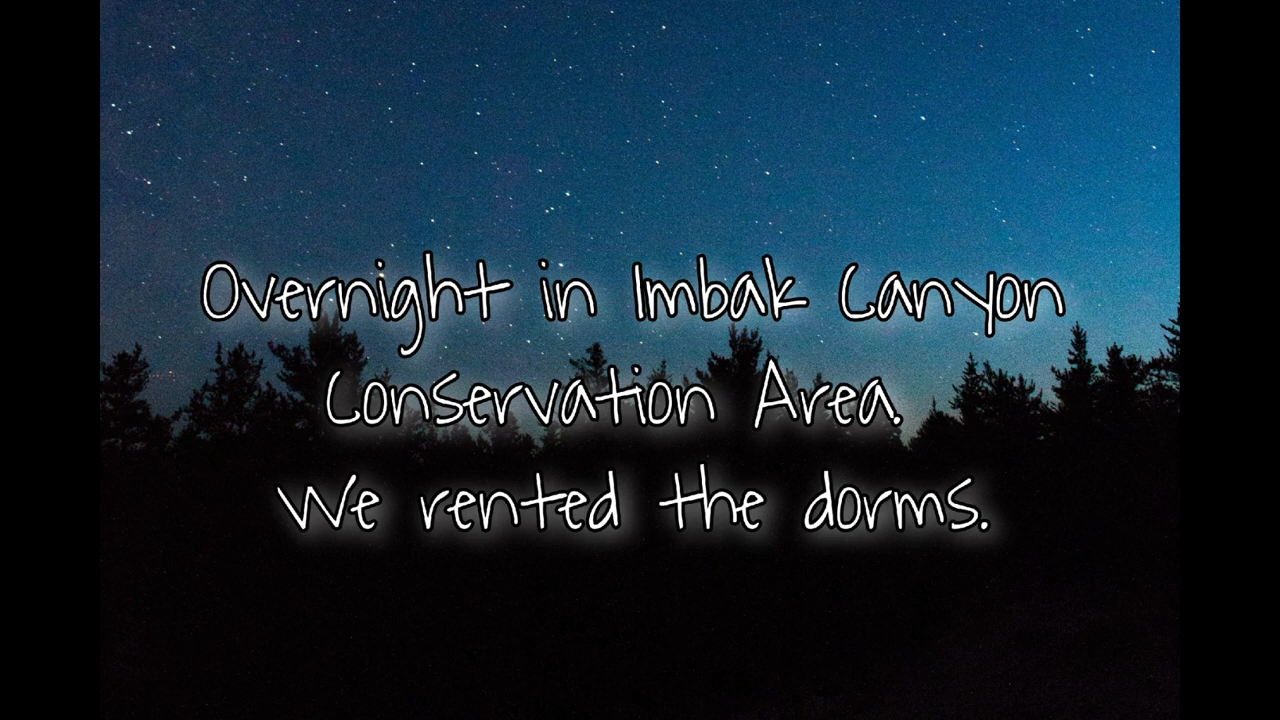 Overnight in Imbak Canyon
Conservation Area.
We rented the dorms.